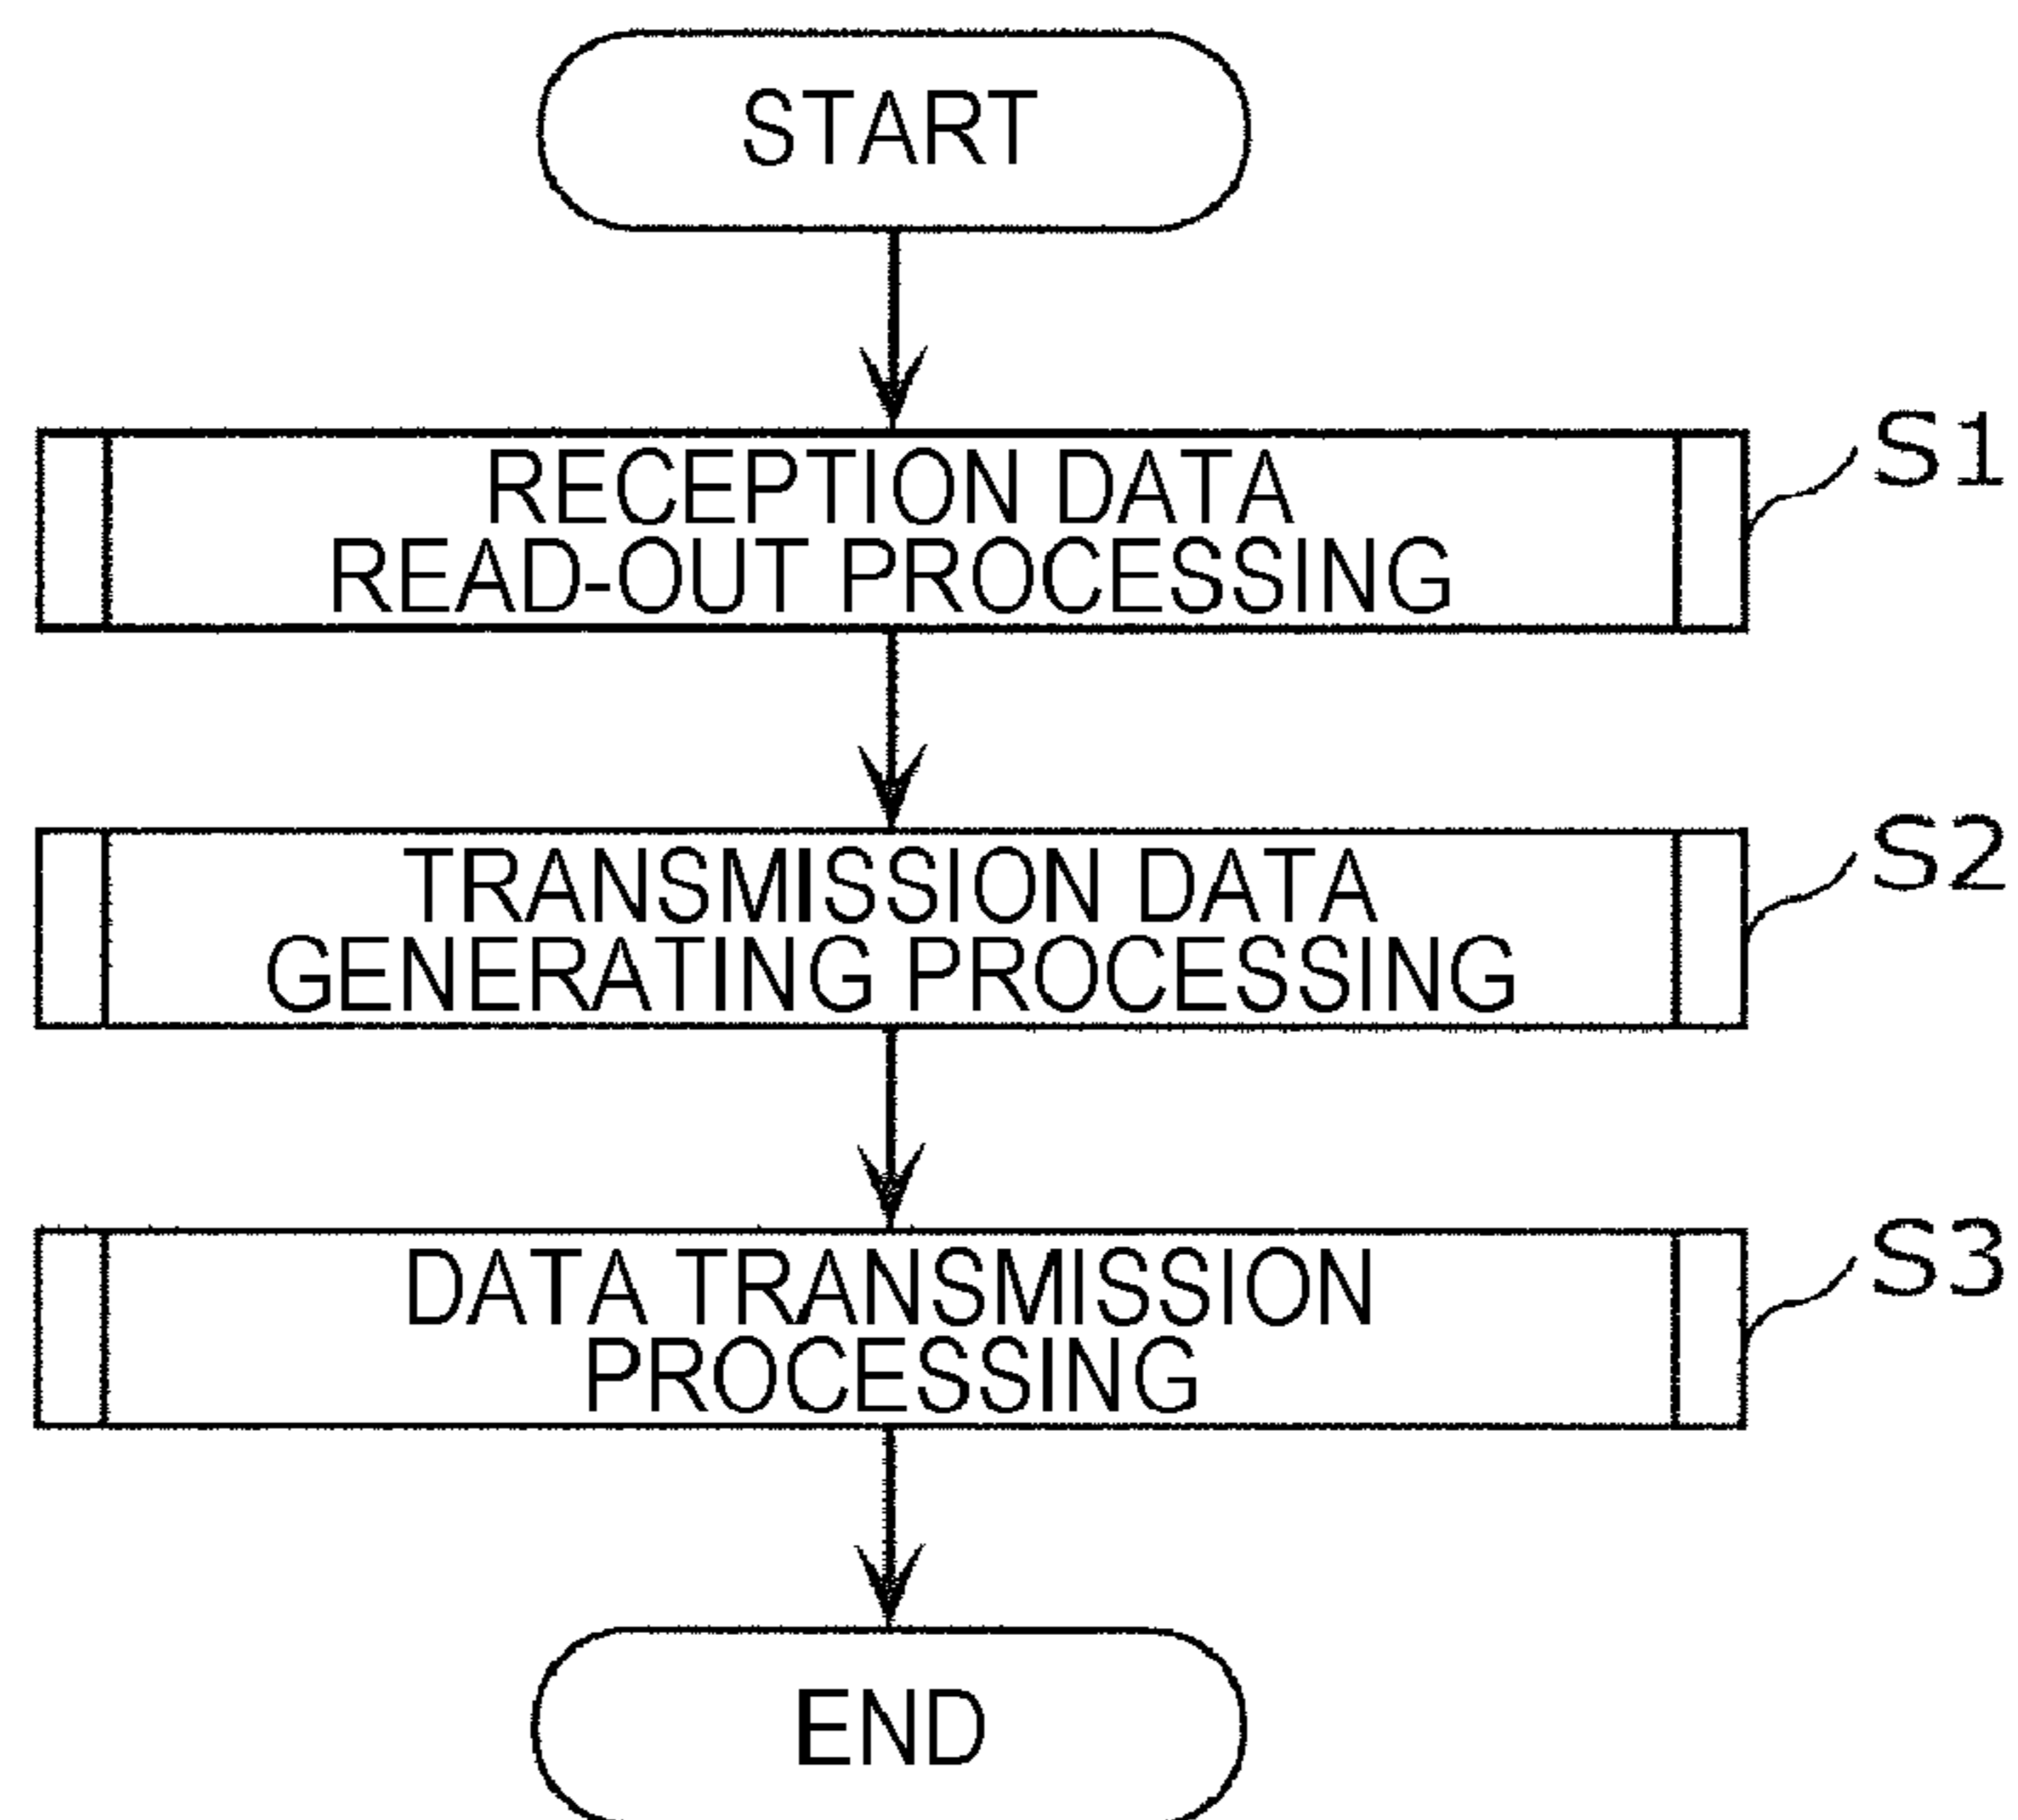 START
RECEPTION DATA
READ-OUT PROCESSING
S1
TRANSMISSION DATA
GENERATING PROCESSING
S2
DATA TRANSMISSION
PROCESSING
S3
END